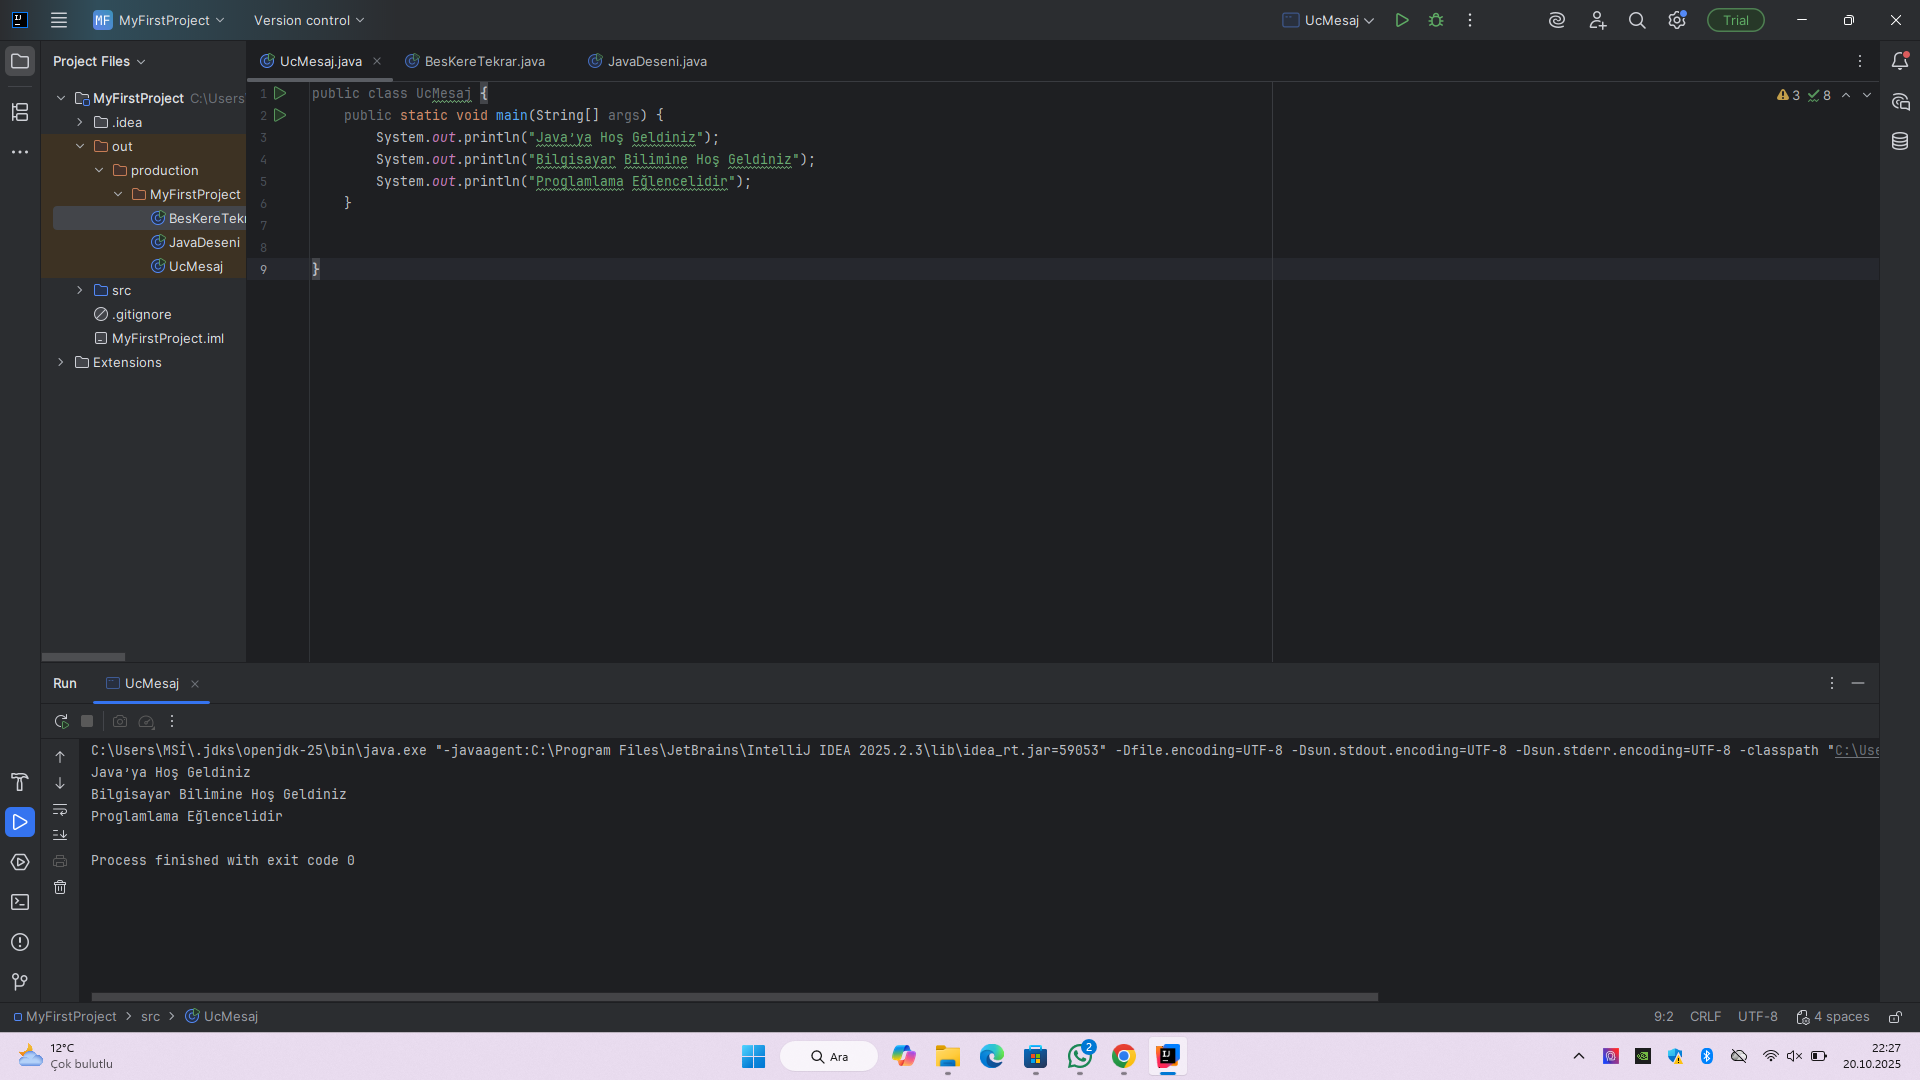 MF MyFirstProject Version control UcMesaj Trial
Project Files UcMesaj.java BesKereTekrar.java JavaDeseni.java
MyFirstProject C:\Users
.idea
out
production
MyFirstProject
BesKereTekr
JavaDeseni
UcMesaj
src
.gitignore
MyFirstProject.iml
Extensions
1 public class UcMesaj {
2 public static void main(String[] args) {
3 System.out.println("Java’ya Hoş Geldiniz");
4 System.out.println("Bilgisayar Bilimine Hoş Geldiniz");
5 System.out.println("Proglamlama Eğlencelidir");
6 }
7
8
9 }
3 8
Run UcMesaj
C:\Users\MSİ\.jdks\openjdk-25\bin\java.exe "-javaagent:C:\Program Files\JetBrains\IntelliJ IDEA 2025.2.3\lib\idea_rt.jar=59053" -Dfile.encoding=UTF-8 -Dsun.stdout.encoding=UTF-8 -Dsun.stderr.encoding=UTF-8 -classpath "C:\Use
Java’ya Hoş Geldiniz
Bilgisayar Bilimine Hoş Geldiniz
Proglamlama Eğlencelidir
Process finished with exit code 0
MyFirstProject > src > UcMesaj 9:2 CRLF UTF-8 4 spaces
12°C
Çok bulutlu
Ara
2
22:27
20.10.2025